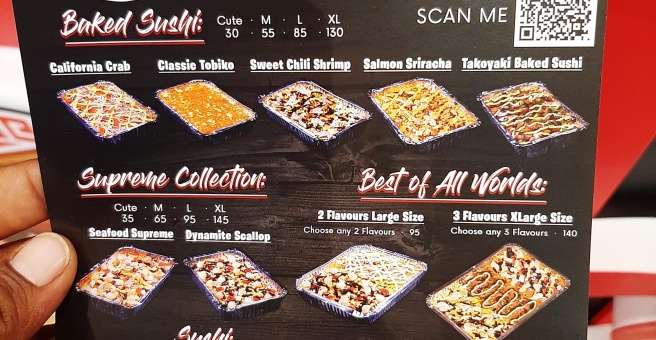 Baked Sushi: Cute · M · L · XL
30 · 55 · 85 · 130
SCAN ME
California Crab Classic Tobiko Sweet Chili Shrimp Salmon Sriracha Takoyaki Baked Sushi
Supreme Collection:
Cute · M · L · XL
35 · 65 · 95 · 145
Seafood Supreme Dynamite Scallop
Best of All Worlds:
2 Flavours Large Size
Choose any 2 Flavours · 95
3 Flavours XLarge Size
Choose any 3 Flavours · 140
Sushi: